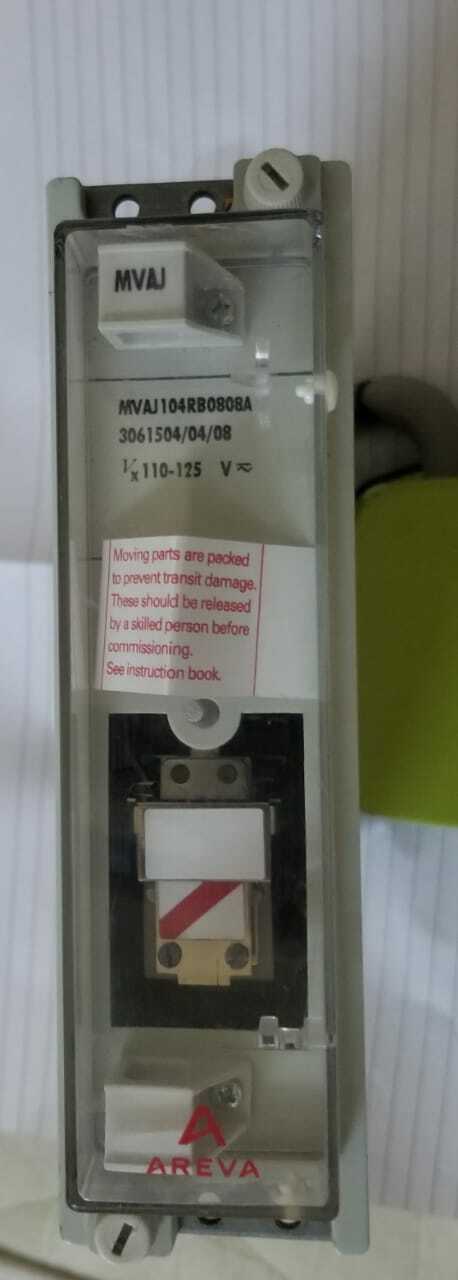 MVAJ
MVAJ104RB0808A
3061504/04/08
Vx 110-125 V ≂
Moving parts are packed
to prevent transit damage.
These should be released
by a skilled person before
commissioning.
See instruction book.
AREVA